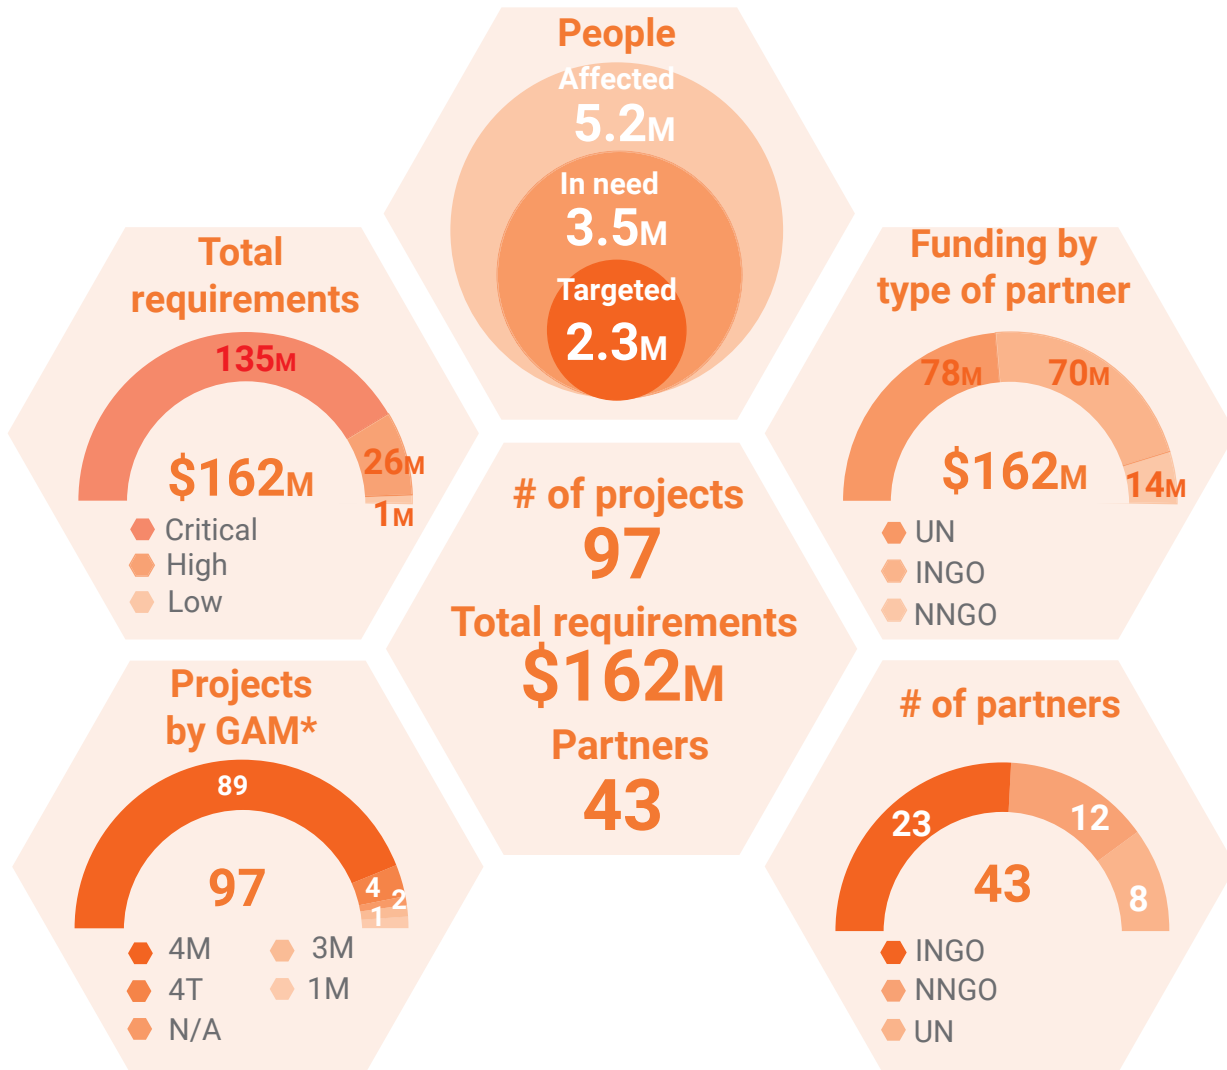 People
Affected
5.2M
In need
3.5M
Targeted
2.3M
Total
requirements
135M
26M
1M
$162M
Critical
High
Low
Funding by
type of partner
78M
70M
14M
$162M
UN
INGO
NNGO
# of projects
97
Total requirements
$162M
Partners
43
Projects
by GAM*
89
4
2
1
97
4M
3M
4T
1M
N/A
# of partners
23
12
8
43
INGO
NNGO
UN